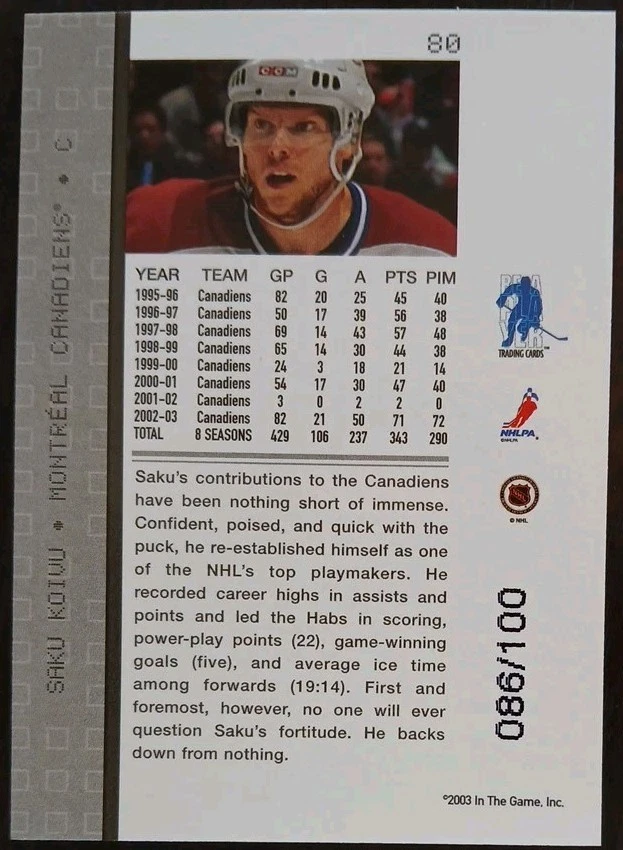 80
CCM
SAKU KOIVU • MONTRÉAL CANADIENS® • C
YEAR TEAM GP G A PTS PIM
1995-96 Canadiens 82 20 25 45 40
1996-97 Canadiens 50 17 39 56 38
1997-98 Canadiens 69 14 43 57 48
1998-99 Canadiens 65 14 30 44 38
1999-00 Canadiens 24 3 18 21 14
2000-01 Canadiens 54 17 30 47 40
2001-02 Canadiens 3 0 2 2 0
2002-03 Canadiens 82 21 50 71 72
TOTAL 8 SEASONS 429 106 237 343 290
Saku's contributions to the Canadiens
have been nothing short of immense.
Confident, poised, and quick with the
puck, he re-established himself as one
of the NHL's top playmakers. He
recorded career highs in assists and
points and led the Habs in scoring,
power-play points (22), game-winning
goals (five), and average ice time
among forwards (19:14). First and
foremost, however, no one will ever
question Saku's fortitude. He backs
down from nothing.
BE A
PLAYER
TRADING CARDS™
NHLPA
© NHL
086/100
©2003 In The Game, Inc.